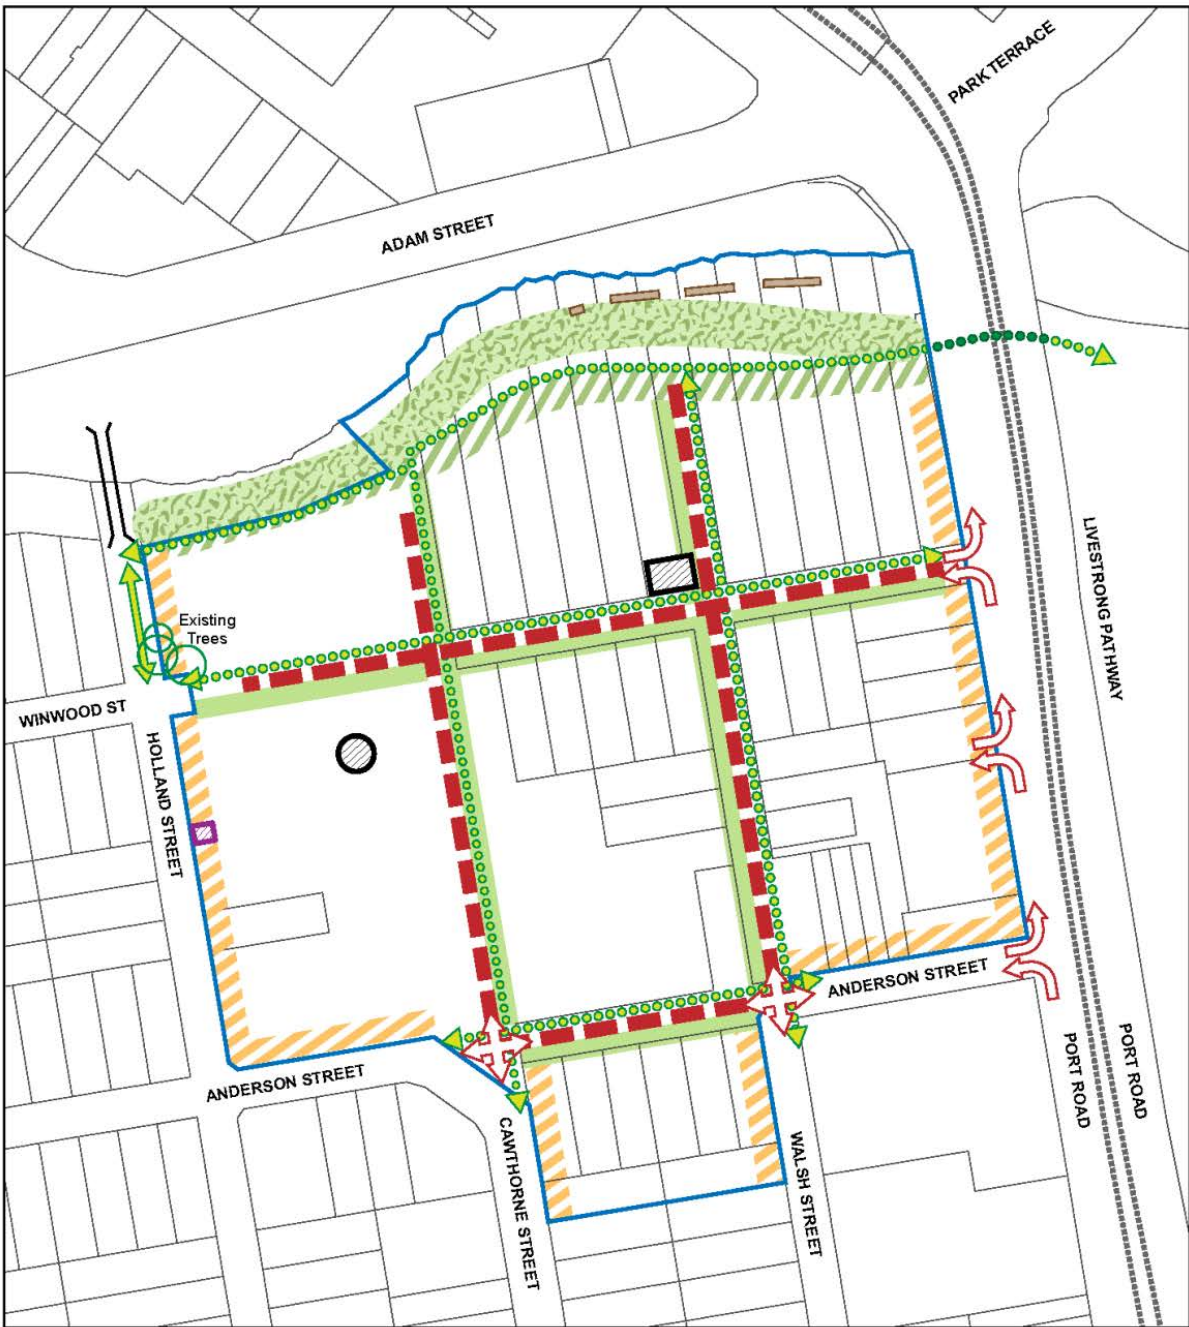 PARK TERRACE
ADAM STREET
LIVESTRONG PATHWAY
Existing
Trees
WINWOOD ST
HOLLAND STREET
ANDERSON STREET
ANDERSON STREET
PORT ROAD
PORT ROAD
CAWTHORNE STREET
WALSH STREET